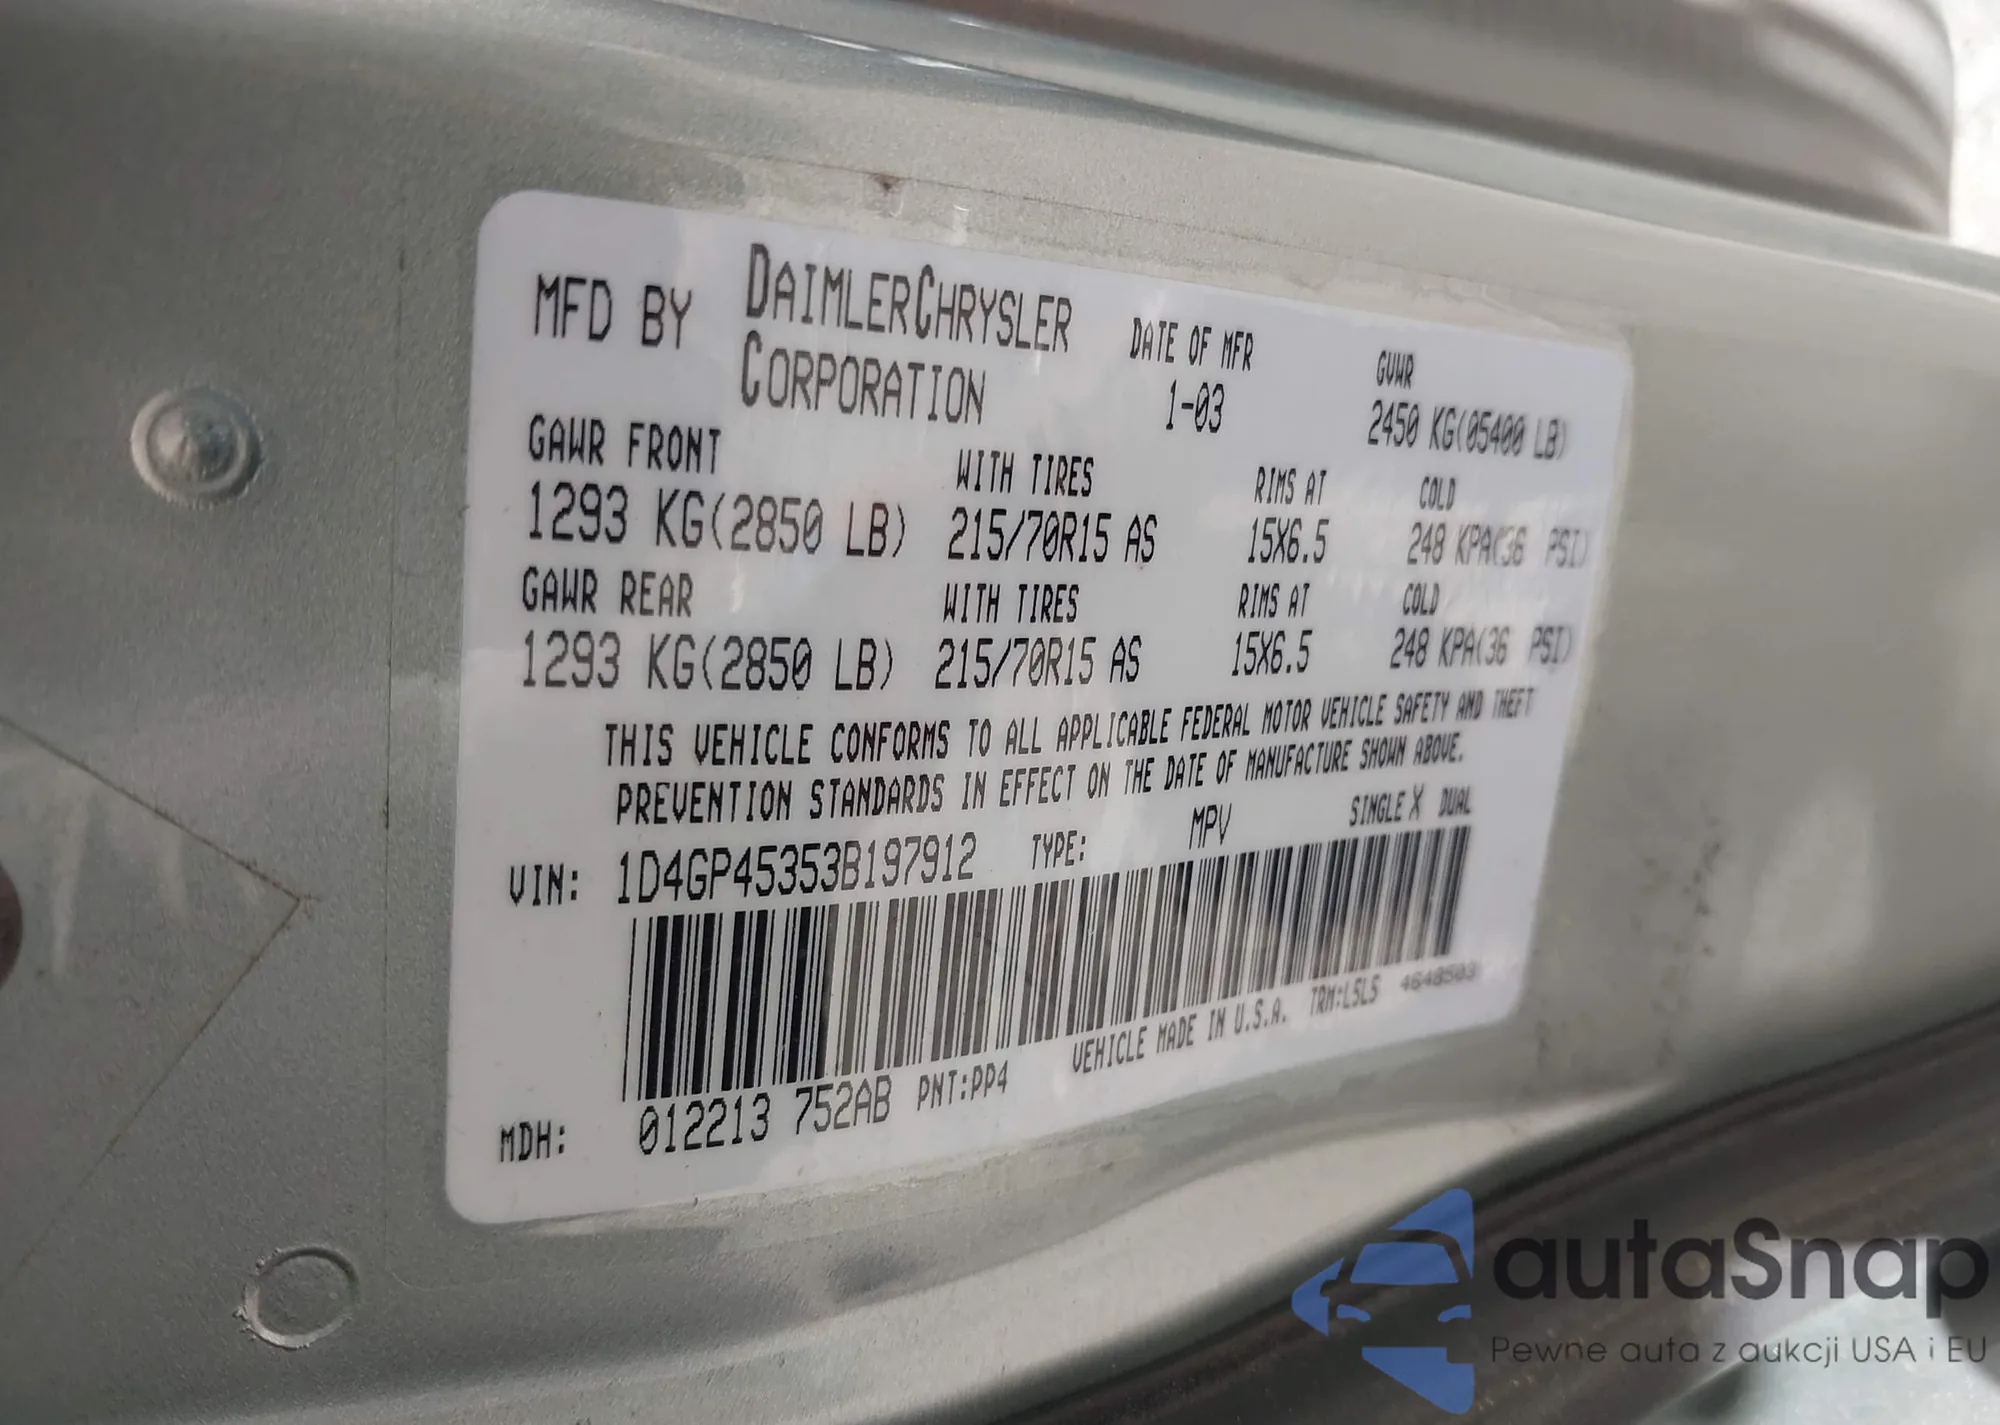 MFD BY DAIMLERCHRYSLER CORPORATION
DATE OF MFR 1-03
GVWR 2450 KG(05400 LB)
GAWR FRONT WITH TIRES RIMS AT COLD
1293 KG(2850 LB) 215/70R15 AS 15X6.5 248 KPA(36 PSI)
GAWR REAR WITH TIRES RIMS AT COLD
1293 KG(2850 LB) 215/70R15 AS 15X6.5 248 KPA(36 PSI)
THIS VEHICLE CONFORMS TO ALL APPLICABLE FEDERAL MOTOR VEHICLE SAFETY AND THEFT
PREVENTION STANDARDS IN EFFECT ON THE DATE OF MANUFACTURE SHOWN ABOVE.
VIN: 1D4GP45353B197912 TYPE: MPV SINGLE X DUAL
VEHICLE MADE IN U.S.A. TRM:L5L5 4648503
MDH: 012213 752AB PNT:PP4
autaSnap
Pewne auta z aukcji USA i EU